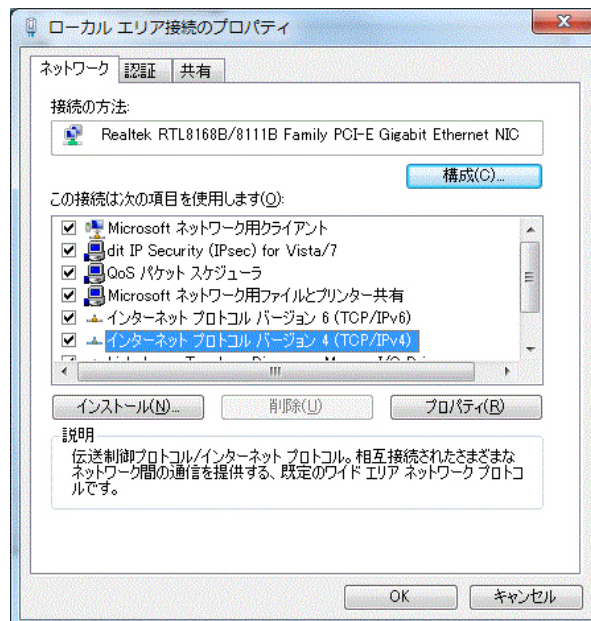 ローカル エリア接続のプロパティ
ネットワーク 認証 共有
接続の方法:
Realtek RTL8168B/8111B Family PCI-E Gigabit Ethernet NIC
構成(C)...
この接続は次の項目を使用します(O):
Microsoft ネットワーク用クライアント
dit IP Security (IPsec) for Vista/7
QoS パケット スケジューラ
Microsoft ネットワーク用ファイルとプリンター共有
インターネット プロトコル バージョン 6 (TCP/IPv6)
インターネット プロトコル バージョン 4 (TCP/IPv4)
インストール(N)... 削除(U) プロパティ(R)
説明
伝送制御プロトコル/インターネット プロトコル。相互接続されたさまざまな
ネットワーク間の通信を提供する、既定のワイド エリア ネットワーク プロトコ
ルです。
OK キャンセル